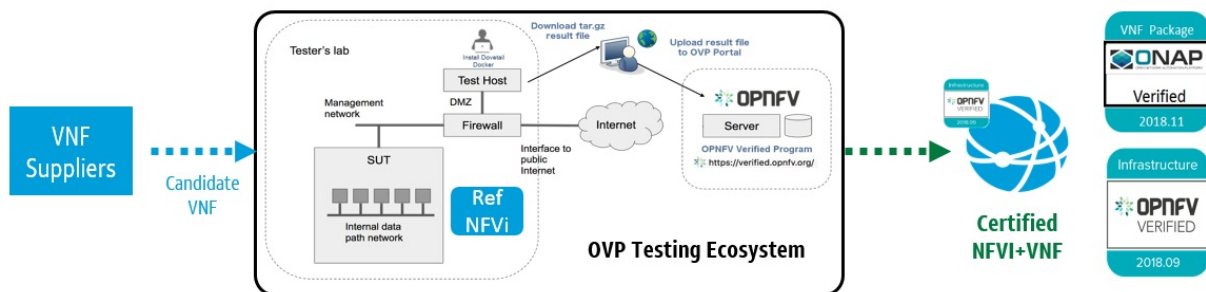 VNF
Suppliers
Candidate
VNF
Tester's lab
Install Dovetail
Docker
Test Host
DMZ
Management
network
Firewall
Interface to
public
Internet
SUT
Internal data
path network
Ref
NFVi
Download tar.gz
result file
Upload result file
to OVP Portal
Internet
OPNFV
Server
OPNFV Verified Program
https://verified.opnfv.org/
OVP Testing Ecosystem
Infrastructure
OPNFV
VERIFIED
2018.09
Certified
NFVI+VNF
VNF Package
ONAP
Verified
2018.11
Infrastructure
OPNFV
VERIFIED
2018.09